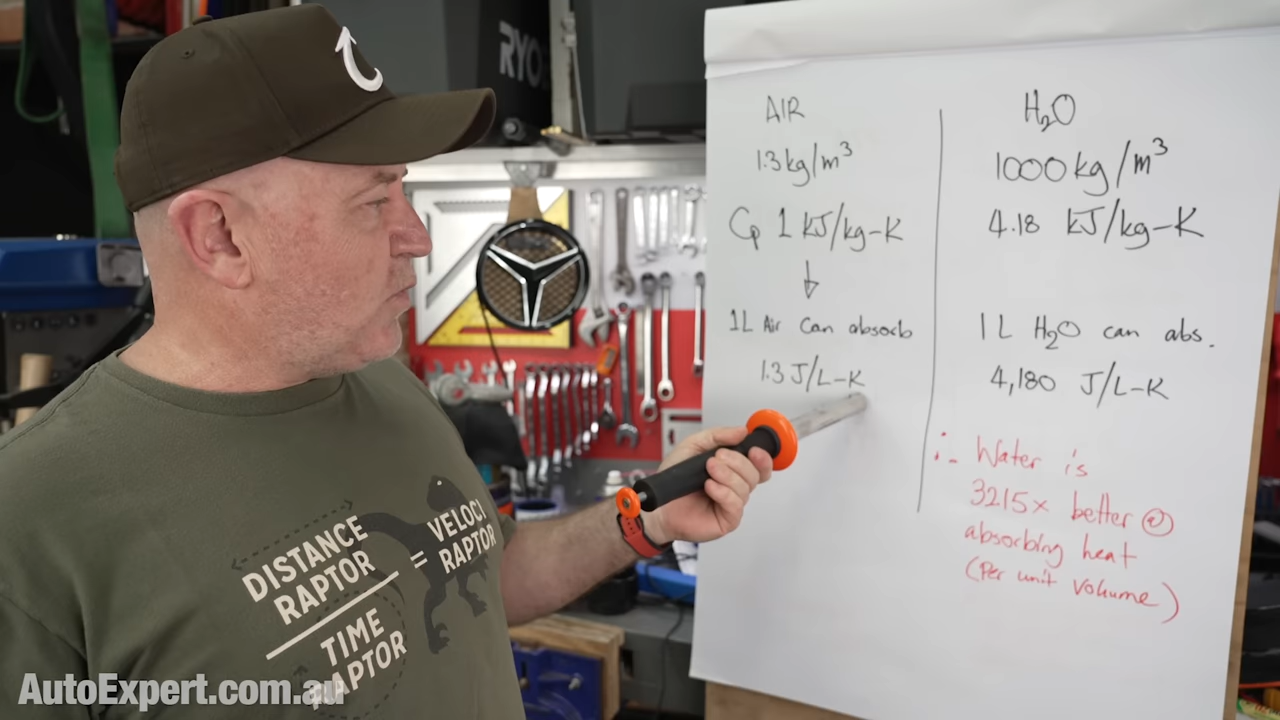 RYO
AIR
1.3 kg/m³
Cp 1 kJ/kg-K
↓
1L Air Can absorb
1.3 J/L-K
H₂O
1000 kg/m³
4.18 kJ/kg-K
1 L H₂O can abs.
4,180 J/L-K
∴ Water is
3215x better @
absorbing heat
(Per unit volume)
DISTANCE
RAPTOR
TIME
RAPTOR
=
VELOCI
RAPTOR
AutoExpert.com.au